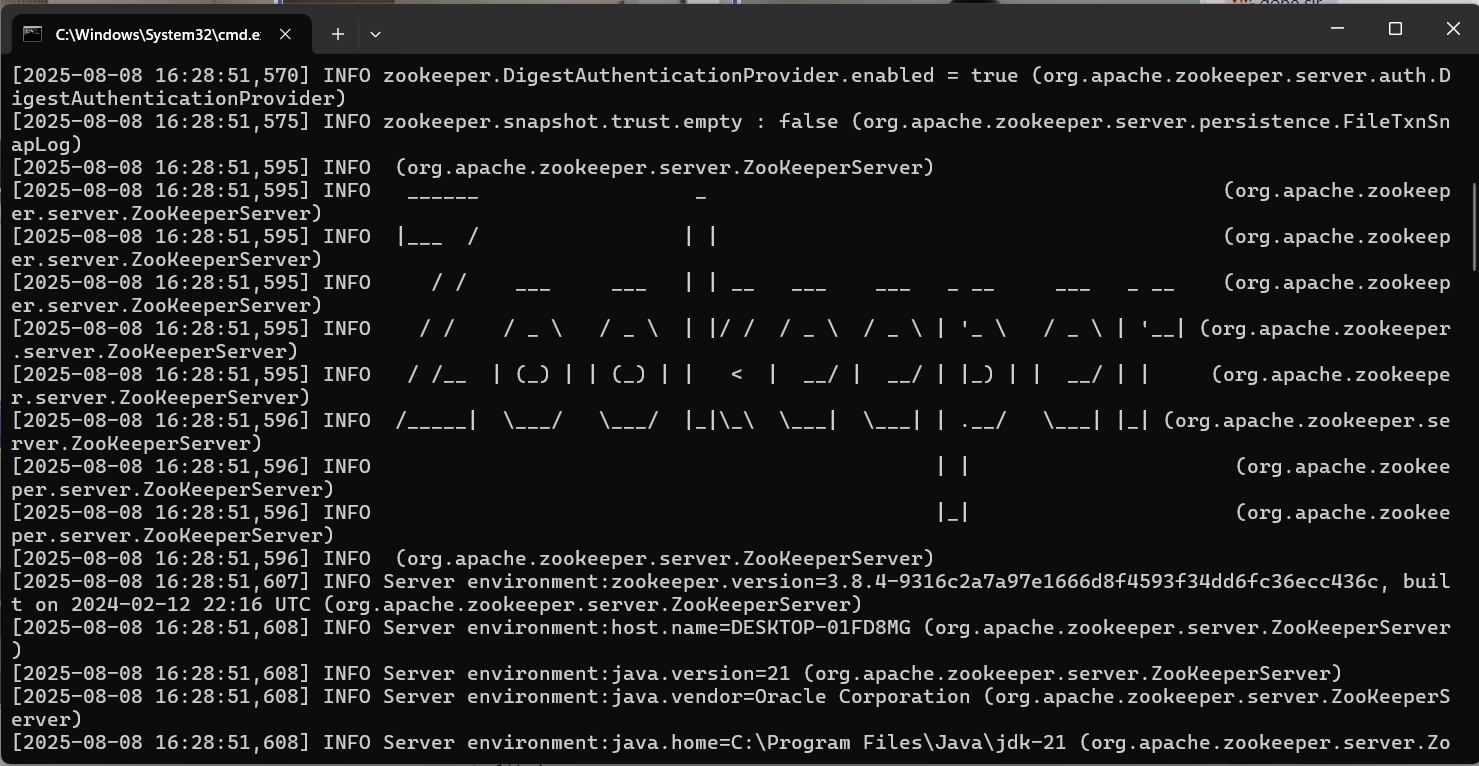 done sir
C:\Windows\System32\cmd.e
[2025-08-08 16:28:51,570] INFO zookeeper.DigestAuthenticationProvider.enabled = true (org.apache.zookeeper.server.auth.D
igestAuthenticationProvider)
[2025-08-08 16:28:51,575] INFO zookeeper.snapshot.trust.empty : false (org.apache.zookeeper.server.persistence.FileTxnSn
apLog)
[2025-08-08 16:28:51,595] INFO  (org.apache.zookeeper.server.ZooKeeperServer)
[2025-08-08 16:28:51,595] INFO   ______                  _                                           (org.apache.zookeep
er.server.ZooKeeperServer)
[2025-08-08 16:28:51,595] INFO  |___  /                 | |                                          (org.apache.zookeep
er.server.ZooKeeperServer)
[2025-08-08 16:28:51,595] INFO     / /    ___     ___   | | __   ___    ___   _ __     ___   _ __    (org.apache.zookeep
er.server.ZooKeeperServer)
[2025-08-08 16:28:51,595] INFO    / /    / _ \   / _ \  | |/ /  / _ \  / _ \ | '_ \   / _ \ | '__| (org.apache.zookeeper
.server.ZooKeeperServer)
[2025-08-08 16:28:51,595] INFO   / /__  | (_) | | (_) | |   <  |  __/ |  __/ | |_) | |  __/ | |     (org.apache.zookeepe
r.server.ZooKeeperServer)
[2025-08-08 16:28:51,596] INFO  /_____|  \___/   \___/  |_|\_\  \___|  \___| | .__/   \___| |_| (org.apache.zookeeper.se
rver.ZooKeeperServer)
[2025-08-08 16:28:51,596] INFO                                               | |                      (org.apache.zookee
per.server.ZooKeeperServer)
[2025-08-08 16:28:51,596] INFO                                               |_|                      (org.apache.zookee
per.server.ZooKeeperServer)
[2025-08-08 16:28:51,596] INFO  (org.apache.zookeeper.server.ZooKeeperServer)
[2025-08-08 16:28:51,607] INFO Server environment:zookeeper.version=3.8.4-9316c2a7a97e1666d8f4593f34dd6fc36ecc436c, buil
t on 2024-02-12 22:16 UTC (org.apache.zookeeper.server.ZooKeeperServer)
[2025-08-08 16:28:51,608] INFO Server environment:host.name=DESKTOP-01FD8MG (org.apache.zookeeper.server.ZooKeeperServer
)
[2025-08-08 16:28:51,608] INFO Server environment:java.version=21 (org.apache.zookeeper.server.ZooKeeperServer)
[2025-08-08 16:28:51,608] INFO Server environment:java.vendor=Oracle Corporation (org.apache.zookeeper.server.ZooKeeperS
erver)
[2025-08-08 16:28:51,608] INFO Server environment:java.home=C:\Program Files\Java\jdk-21 (org.apache.zookeeper.server.Zo